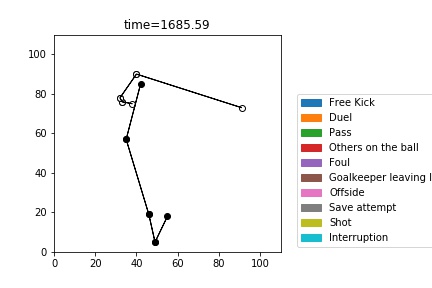 time=1685.59
100
80
60
40
20
0
0 20 40 60 80 100
Free Kick
Duel
Pass
Others on the ball
Foul
Goalkeeper leaving l
Offside
Save attempt
Shot
Interruption